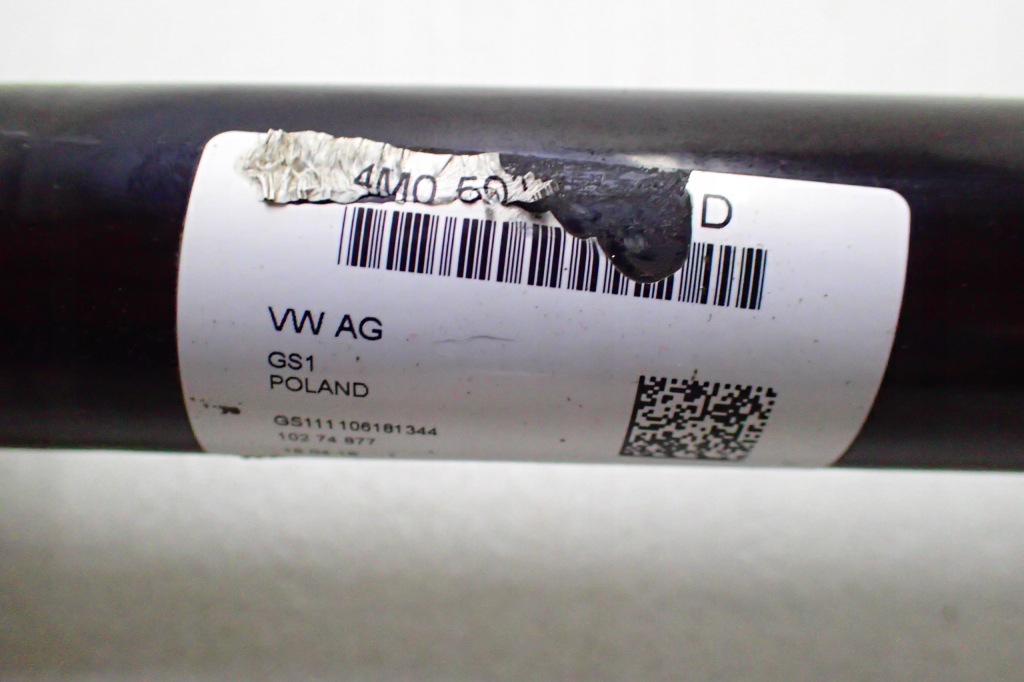 4M0 50 D
VW AG
GS1
POLAND
GS111106181344
102 74 877